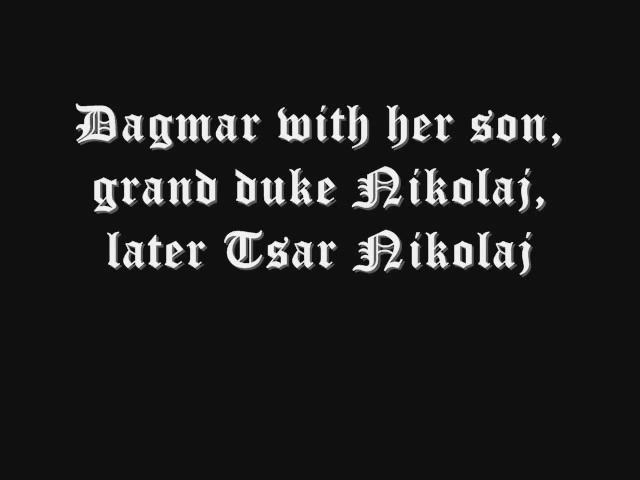 Dagmar with her son,
grand duke Nikolaj,
later Tsar Nikolaj